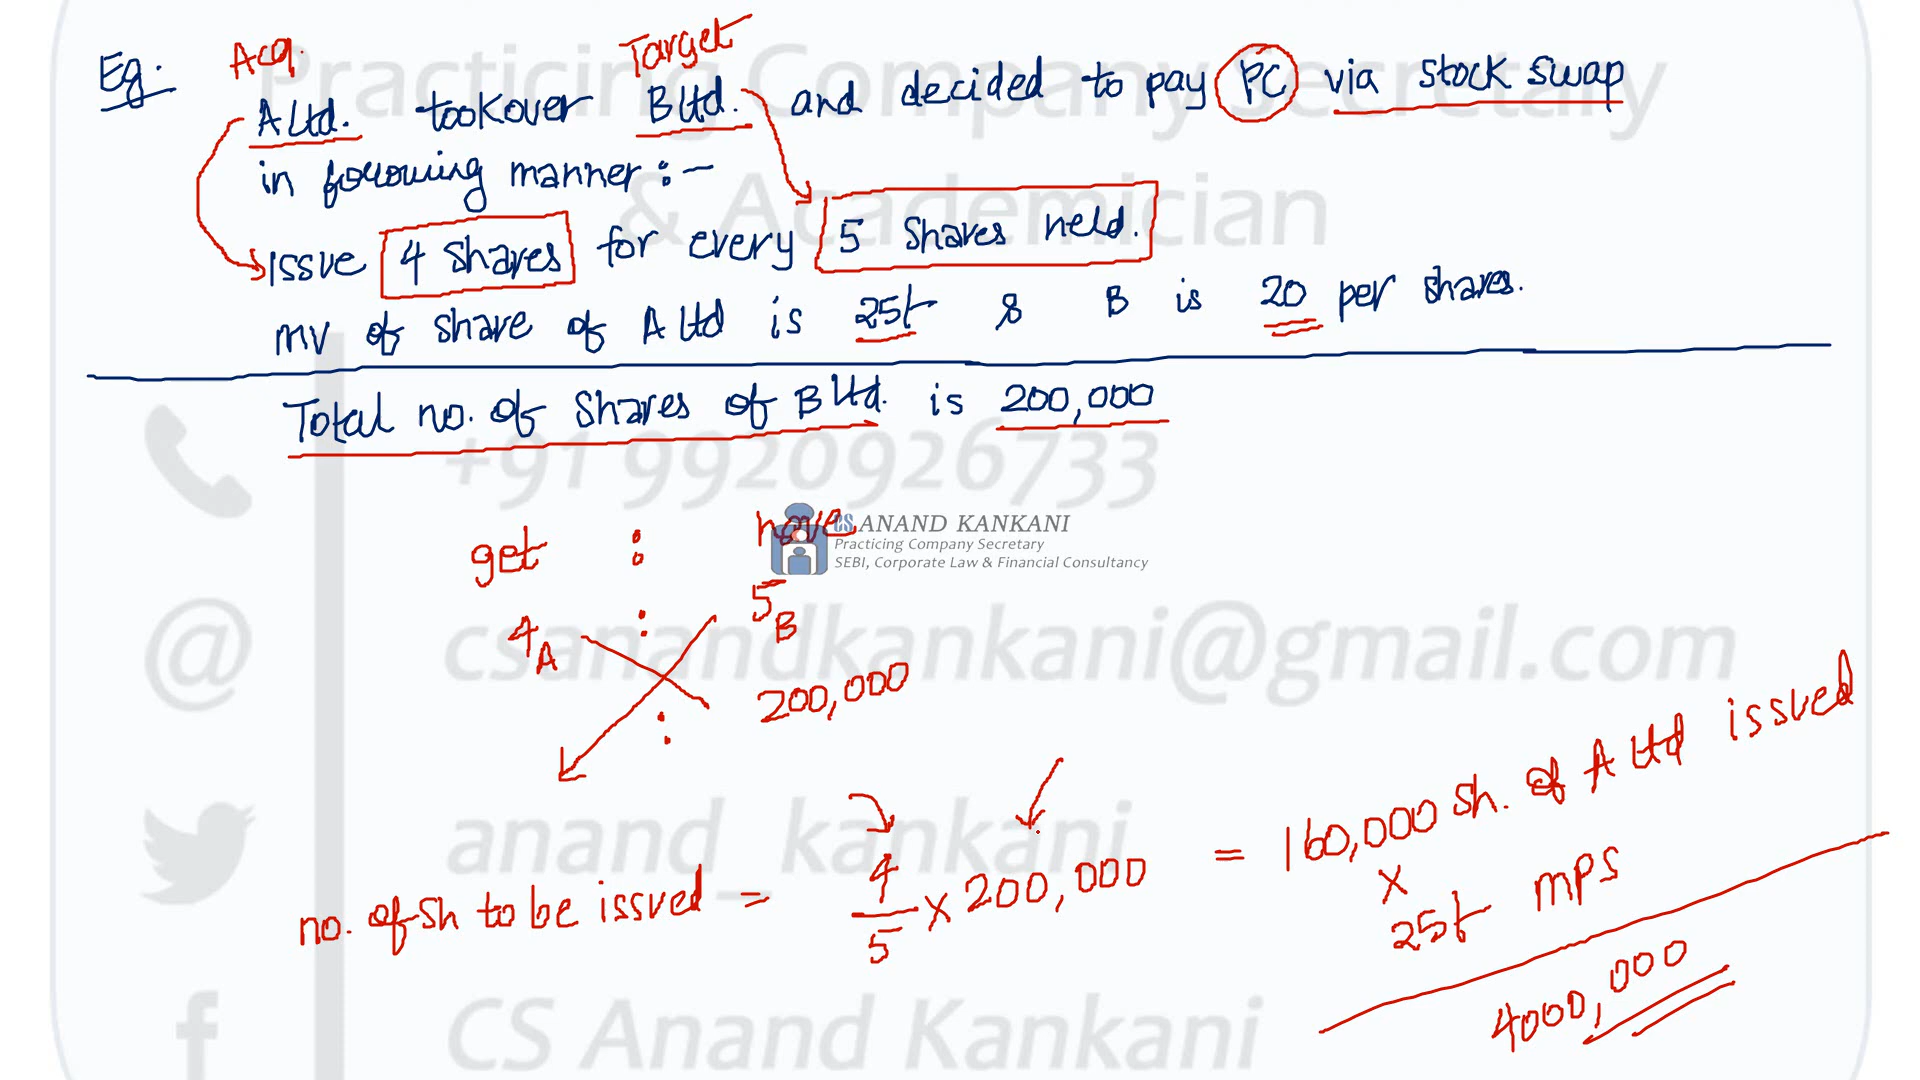 Acq. Target
Eg. A Ltd. tookover B Ltd. and decided to pay PC via stock swap
in following manner :-
Issue 4 shares for every 5 shares held.
mv of share of A Ltd is 25/- & B is 20 per shares.
Total no. of shares of B Ltd. is 200,000
get : have
4A : 5B
: 200,000
no. of sh to be issued = 4/5 x 200,000 = 160,000 sh. of A Ltd issued
x
25/- mps
4000,000
Practicing Company Secretary
& Academician
+91 9920926733
CS ANAND KANKANI
Practicing Company Secretary
SEBI, Corporate Law & Financial Consultancy
@ csanandkankani@gmail.com
anand_kankani
f CS Anand Kankani